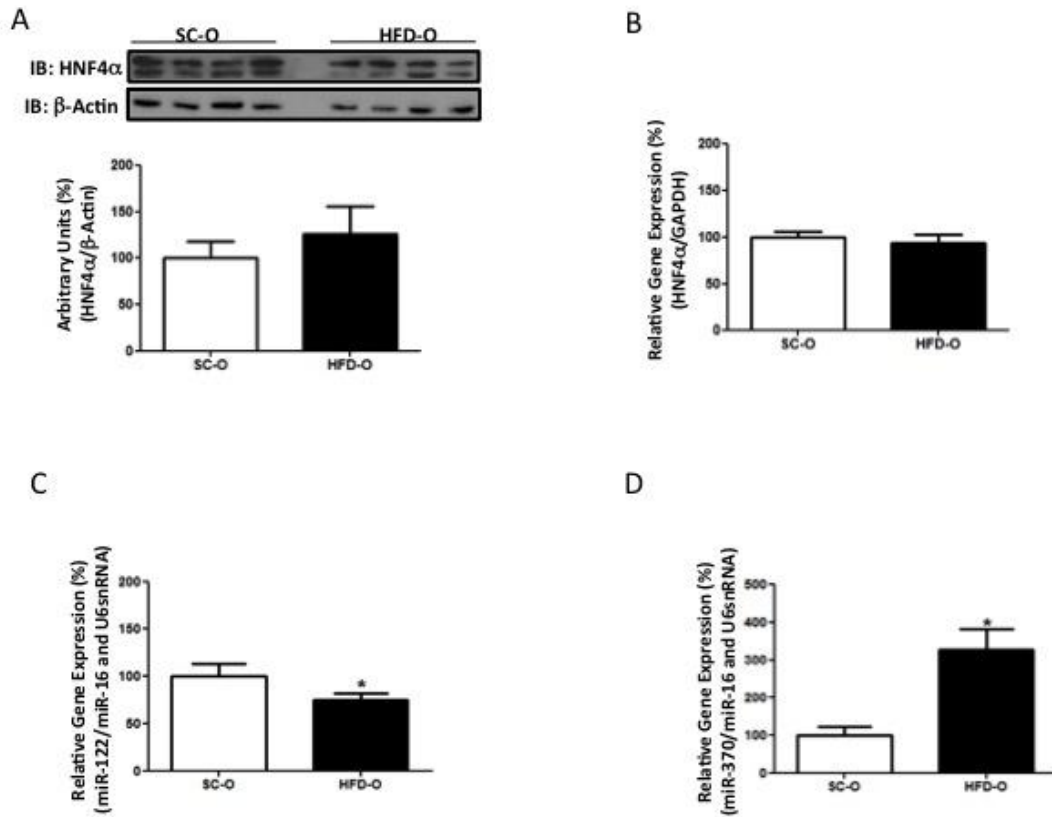 A
SC-O
HFD-O
IB: HNF4α
IB: β-Actin
Arbitrary Units (%)
(HNF4α/β-Actin)
200
150
100
50
0
SC-O
HFD-O
B
Relative Gene Expression (%)
(HNF4α/GAPDH)
200
150
100
50
0
SC-O
HFD-O
C
Relative Gene Expression (%)
(miR-122/miR-16 and U6snRNA)
200
150
100
50
0
*
SC-O
HFD-O
D
Relative Gene Expression (%)
(miR-370/miR-16 and U6snRNA)
500
400
300
200
100
0
*
SC-O
HFD-O